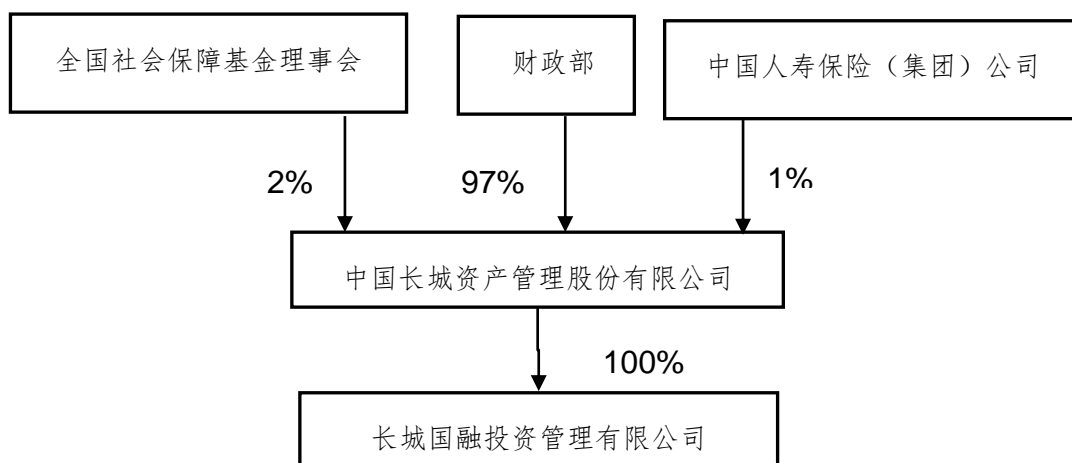 全国社会保障基金理事会
财政部
中国人寿保险（集团）公司
2%
97%
1%
中国长城资产管理股份有限公司
100%
长城国融投资管理有限公司